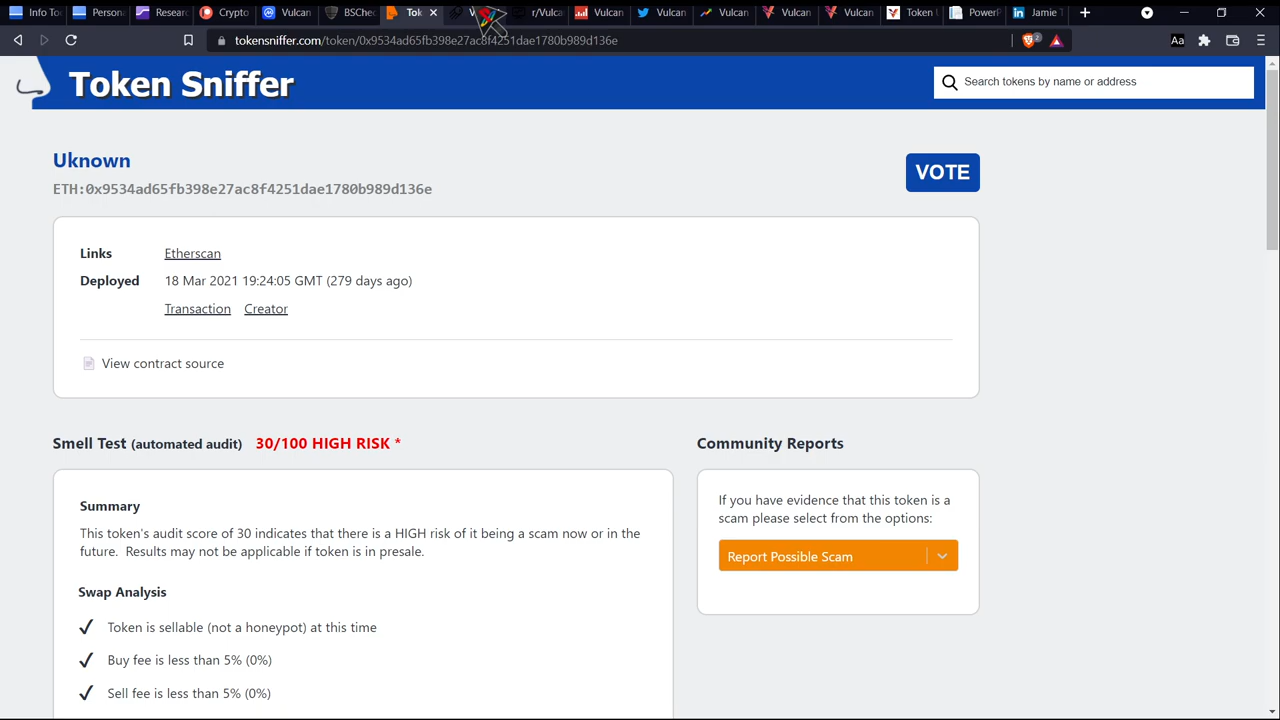 Info To
Persona
Resear
Crypto
Vulcan
BSChec
Tok
V
r/Vulca
Vulcan
Vulcan
Vulcan
Vulcan
Vulcan
Token L
PowerP
Jamie T
tokensniffer.com/token/0x9534ad65fb398e27ac8f4251dae1780b989d136e
2
Aa
Token Sniffer
Search tokens by name or address
Uknown
VOTE
ETH:0x9534ad65fb398e27ac8f4251dae1780b989d136e
Links Etherscan
Deployed 18 Mar 2021 19:24:05 GMT (279 days ago)
Transaction Creator
View contract source
Smell Test (automated audit) 30/100 HIGH RISK *
Summary
This token's audit score of 30 indicates that there is a HIGH risk of it being a scam now or in the
future. Results may not be applicable if token is in presale.
Swap Analysis
Token is sellable (not a honeypot) at this time
Buy fee is less than 5% (0%)
Sell fee is less than 5% (0%)
Community Reports
If you have evidence that this token is a
scam please select from the options:
Report Possible Scam